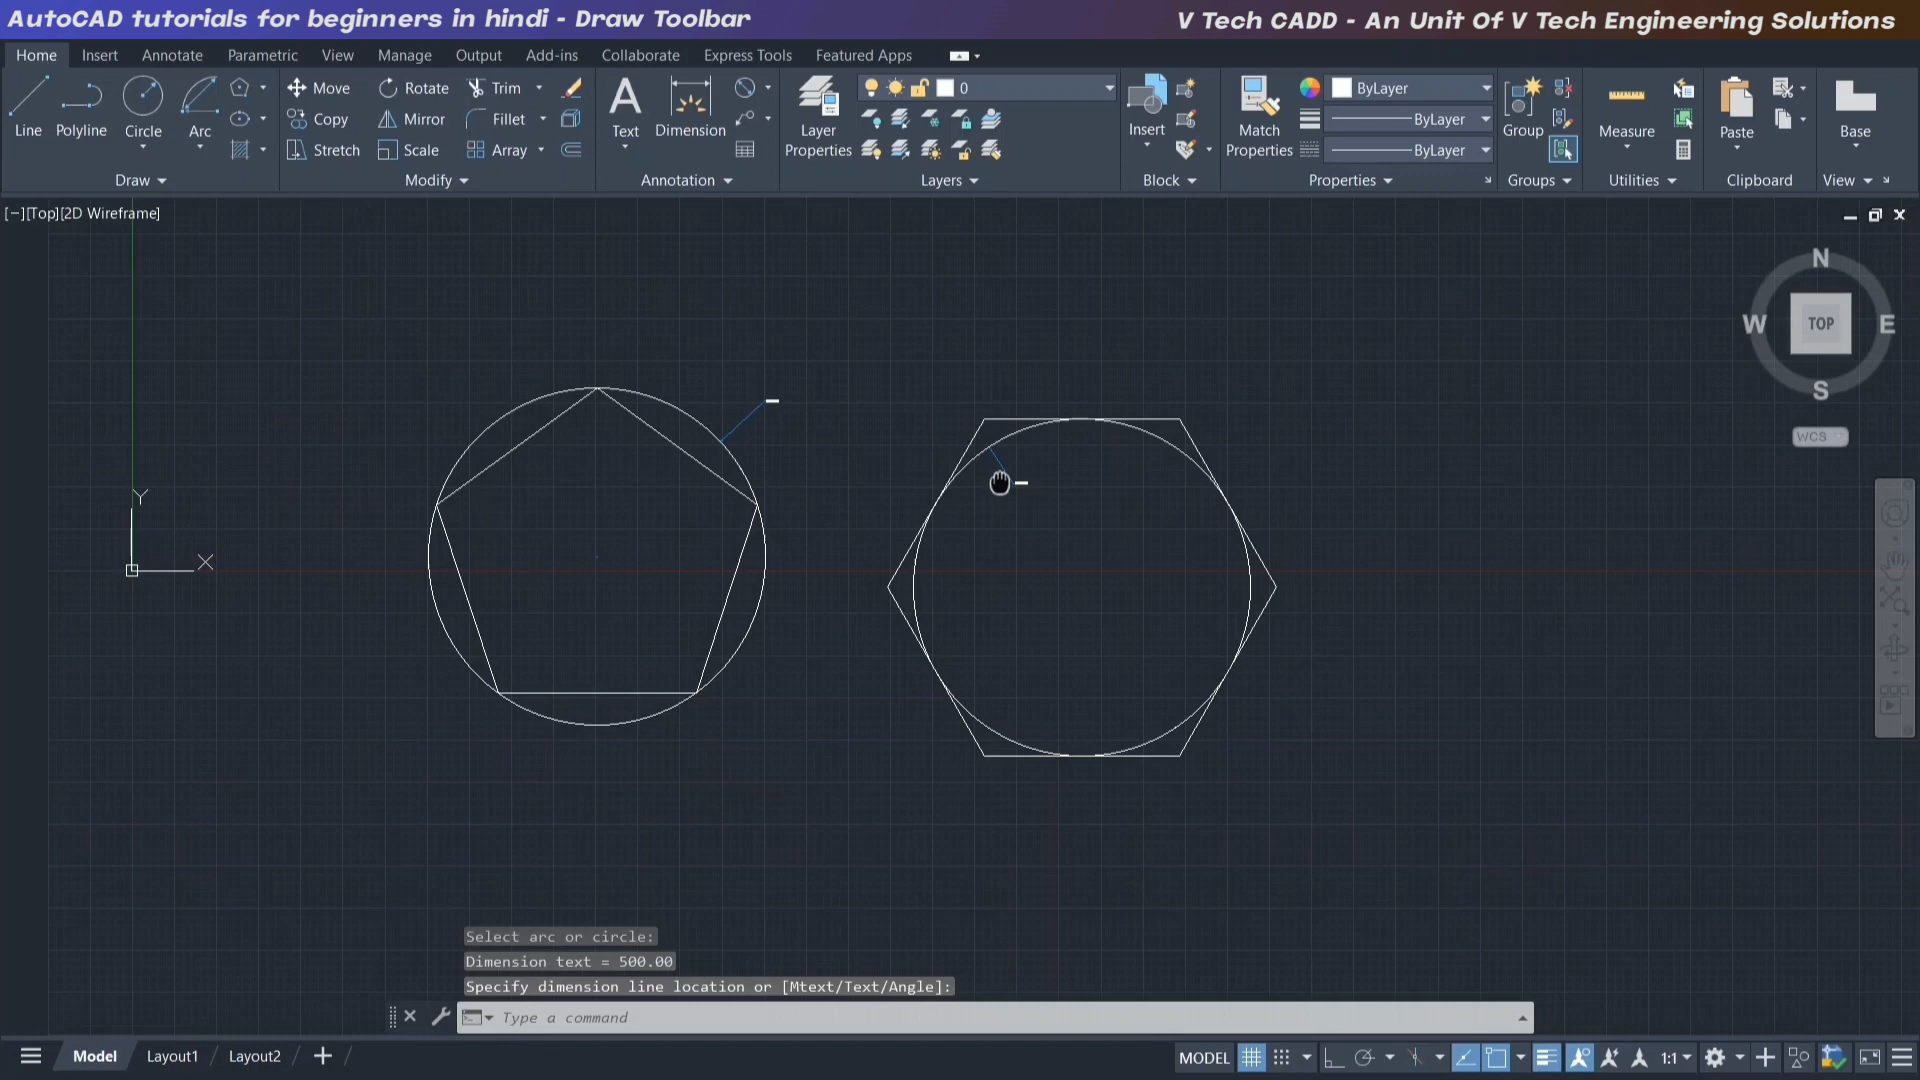 AutoCAD tutorials for beginners in hindi - Draw Toolbar
V Tech CADD - An Unit Of V Tech Engineering Solutions
Home Insert Annotate Parametric View Manage Output Add-ins Collaborate Express Tools Featured Apps
Line Polyline Circle Arc
Move Rotate Trim
Copy Mirror Fillet
Stretch Scale Array
Text Dimension
Layer Properties
0
Insert
Match Properties
ByLayer
ByLayer
ByLayer
Group
Measure
Paste
Base
Draw Modify Annotation Layers Block Properties Groups Utilities Clipboard View
[−][Top][2D Wireframe]
N
W TOP E
S
WCS
Y
X
Select arc or circle:
Dimension text = 500.00
Specify dimension line location or [Mtext/Text/Angle]:
Type a command
Model Layout1 Layout2
MODEL
1:1